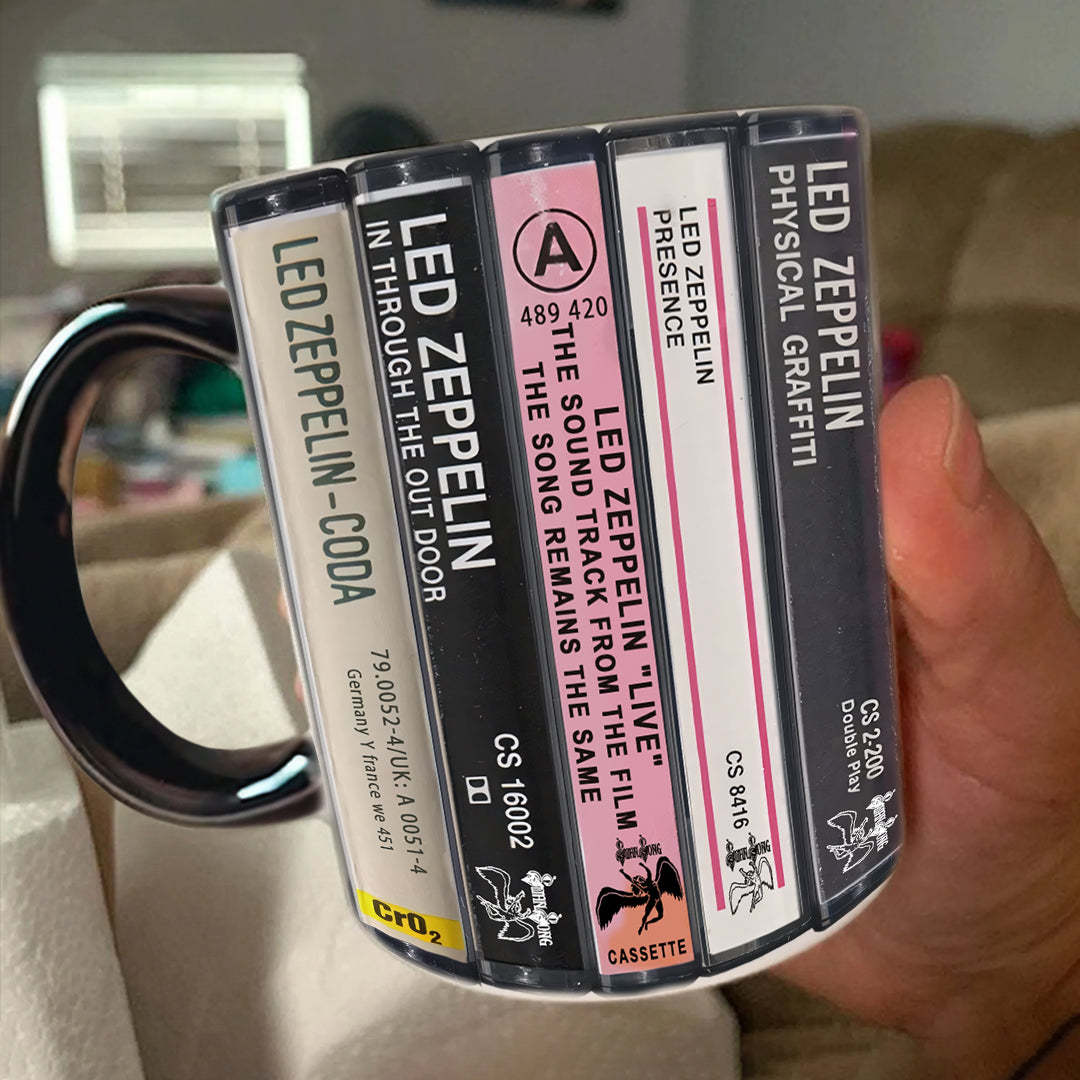 LED ZEPPELIN-CODA
79.0052-4/UK: A 0051-4
Germany Y france we 451
CrO2
LED ZEPPELIN
IN THROUGH THE OUT DOOR
CS 16002
A
489 420
LED ZEPPELIN "LIVE"
THE SOUND TRACK FROM THE FILM
THE SONG REMAINS THE SAME
CASSETTE
LED ZEPPELIN
PRESENCE
CS 8416
LED ZEPPELIN
PHYSICAL GRAFFITI
CS 2-200
Double Play